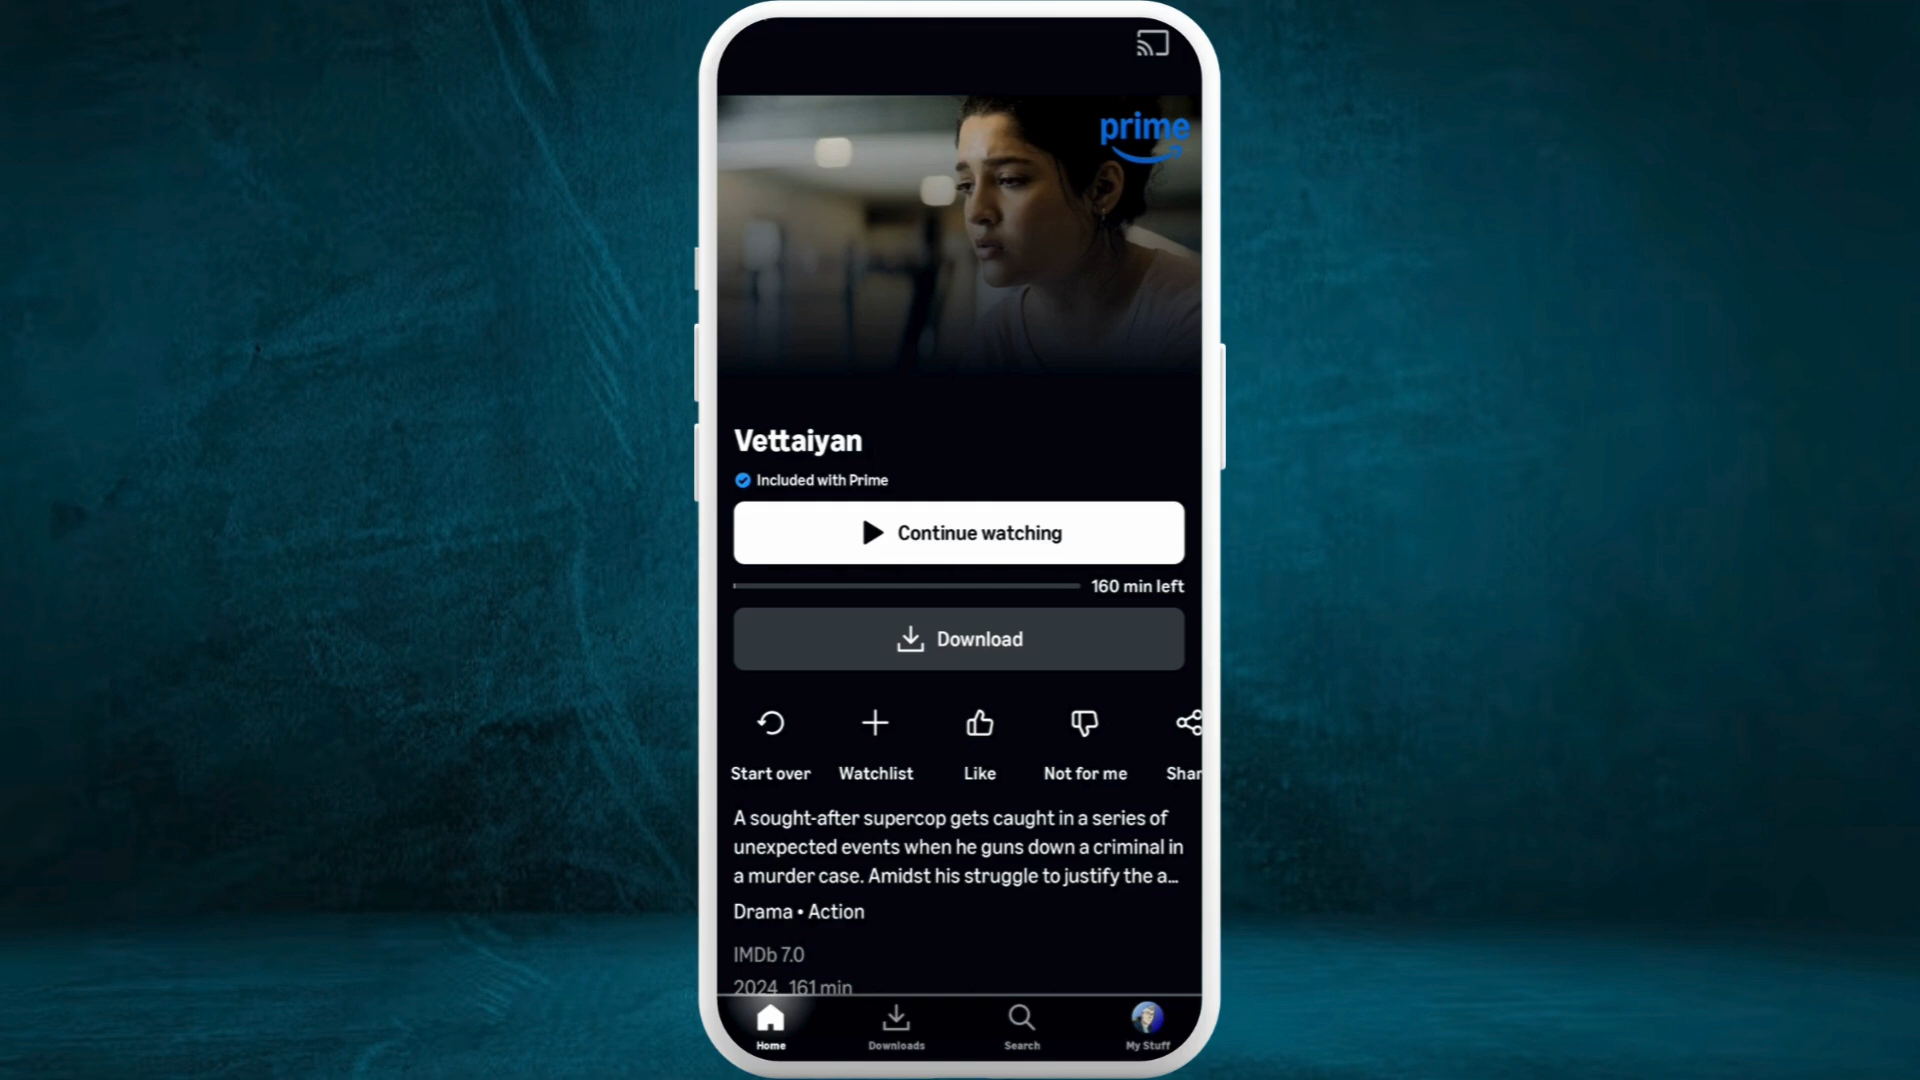 prime
Vettaiyan
Included with Prime
Continue watching
160 min left
Download
Start over Watchlist Like Not for me Shar
A sought-after supercop gets caught in a series of
unexpected events when he guns down a criminal in
a murder case. Amidst his struggle to justify the a...
Drama • Action
IMDb 7.0
2024 161 min
Home Downloads Search My Stuff